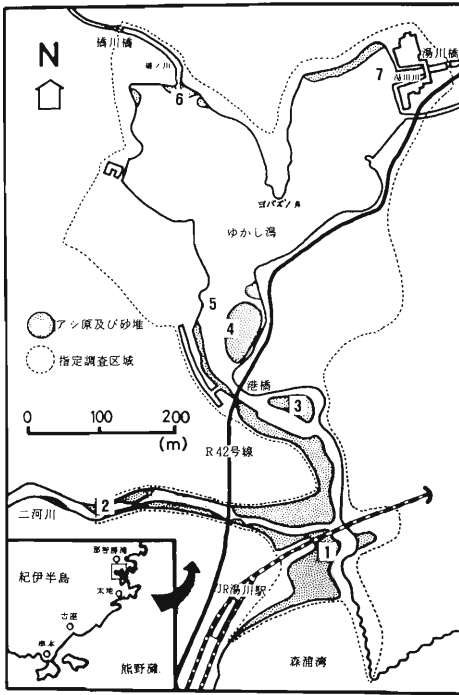 橋川橋
橋ノ川
湯川橋
N
7
湯川川
6
ヨバズノ鼻
ゆかし潟
5
4
アシ原及び砂堆
指定調査区域
港橋
3
0 100 200
(m)
R42号線
2
二河川
1
JR湯川駅
那智勝浦
紀伊半島
太地
古座
串本
熊野灘
森浦湾